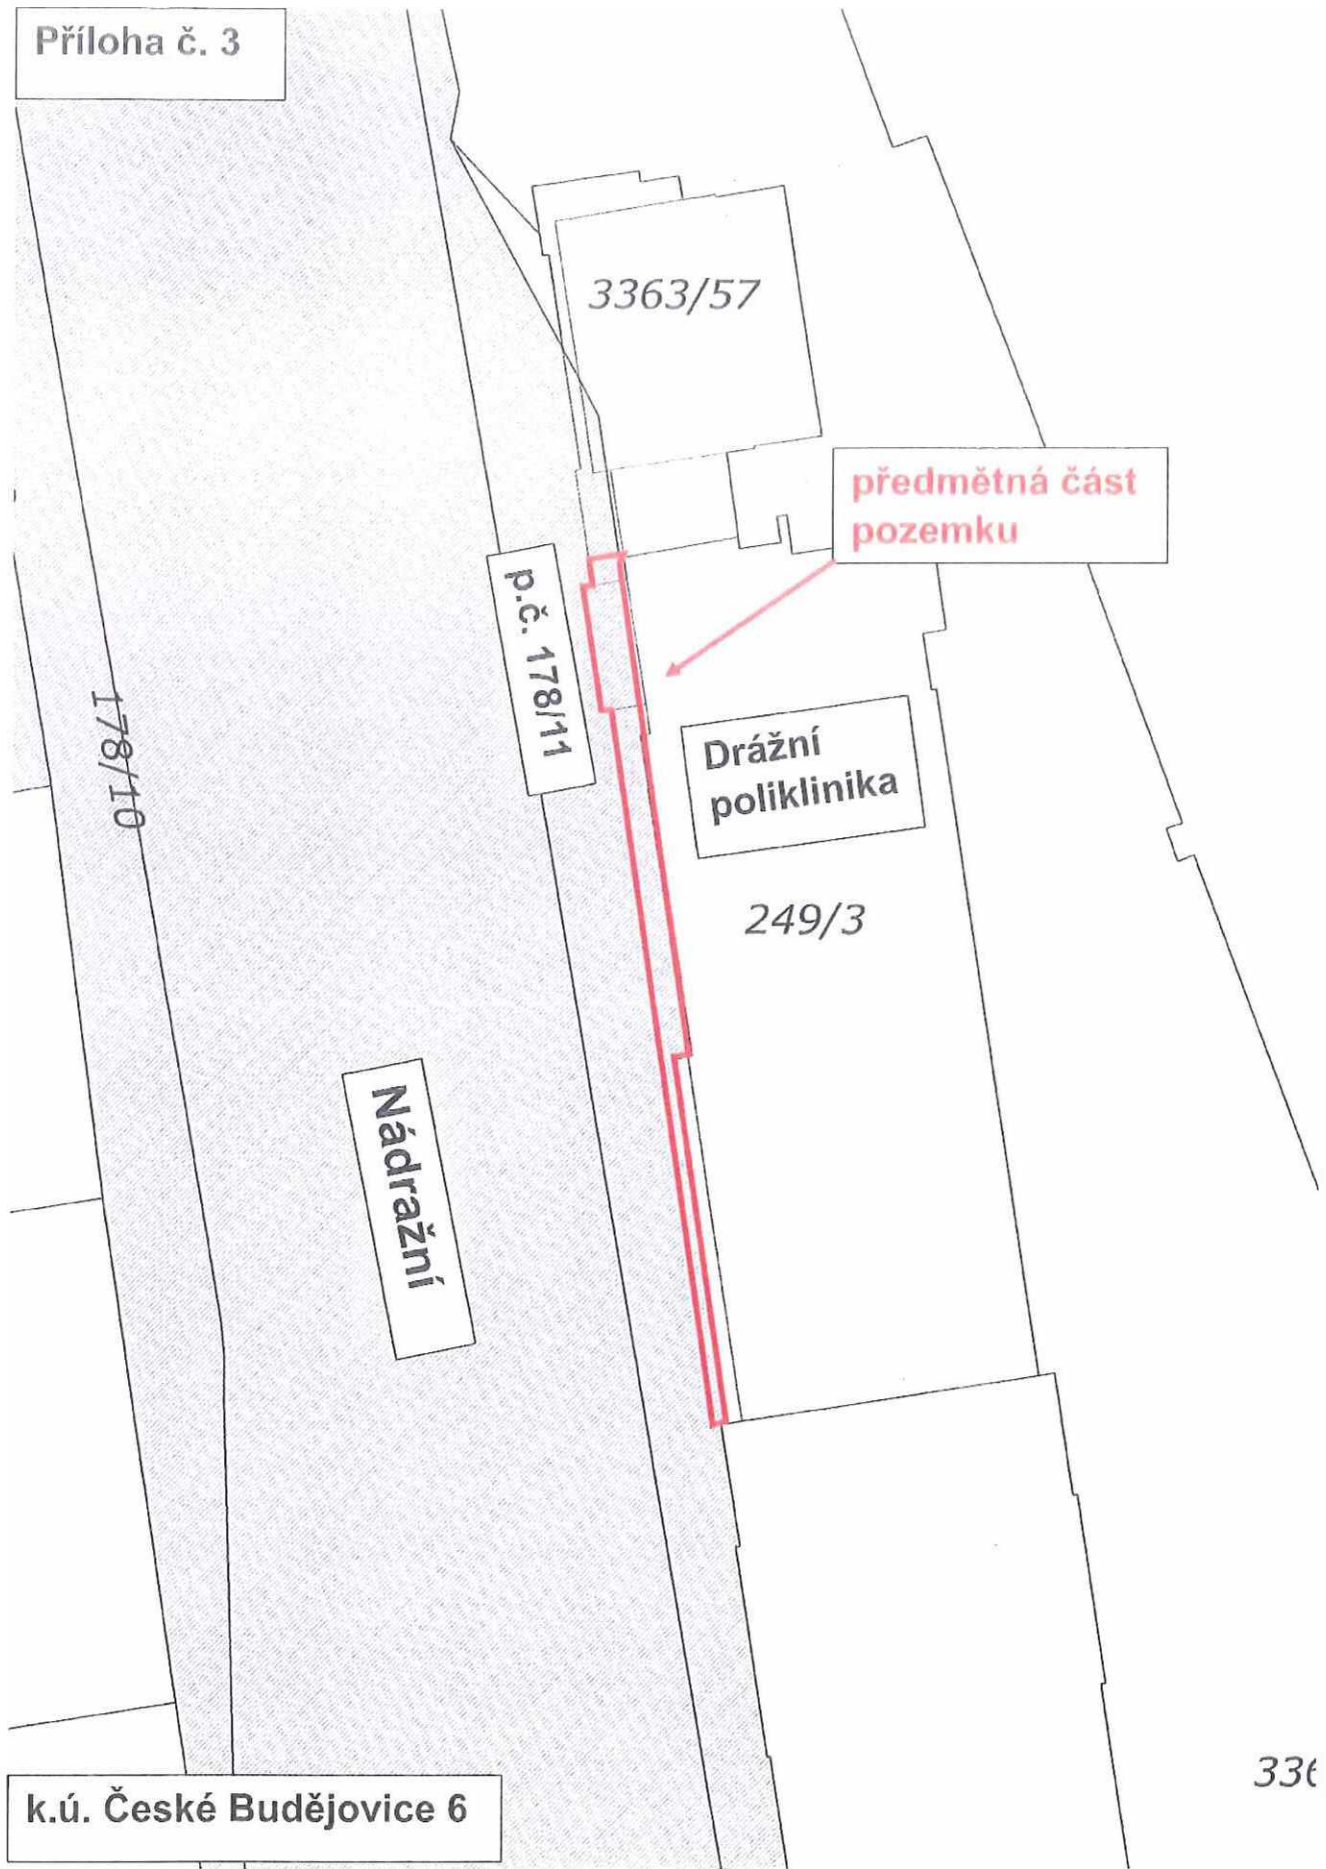 Příloha č. 3
3363/57
předmětná část
pozemku
p.č. 178/11
178/10
Drážní
poliklinika
249/3
Nádražní
336
k.ú. České Budějovice 6